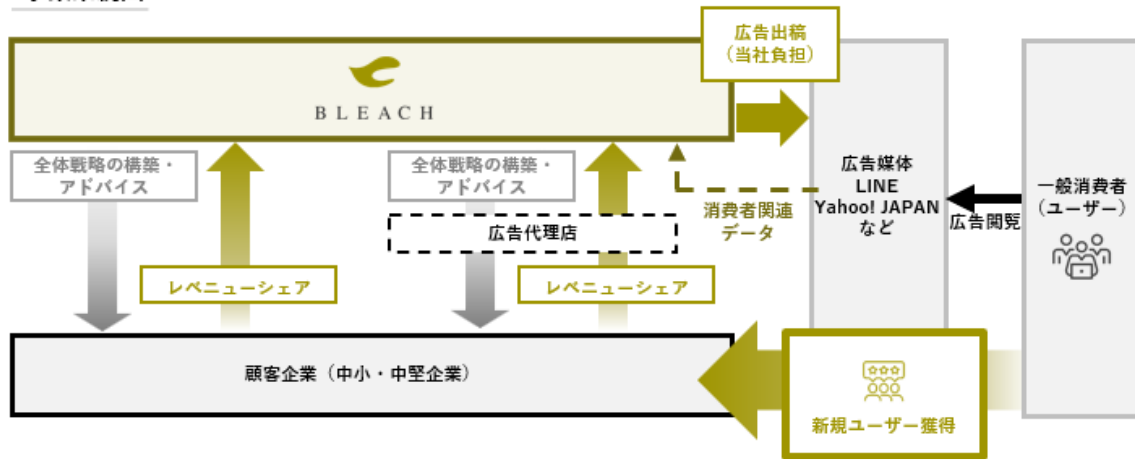 広告出稿
（当社負担）
BLEACH
全体戦略の構築・
アドバイス
全体戦略の構築・
アドバイス
広告代理店
消費者関連
データ
広告媒体
LINE
Yahoo! JAPAN
など
広告閲覧
一般消費者
（ユーザー）
レベニューシェア
レベニューシェア
顧客企業（中小・中堅企業）
新規ユーザー獲得